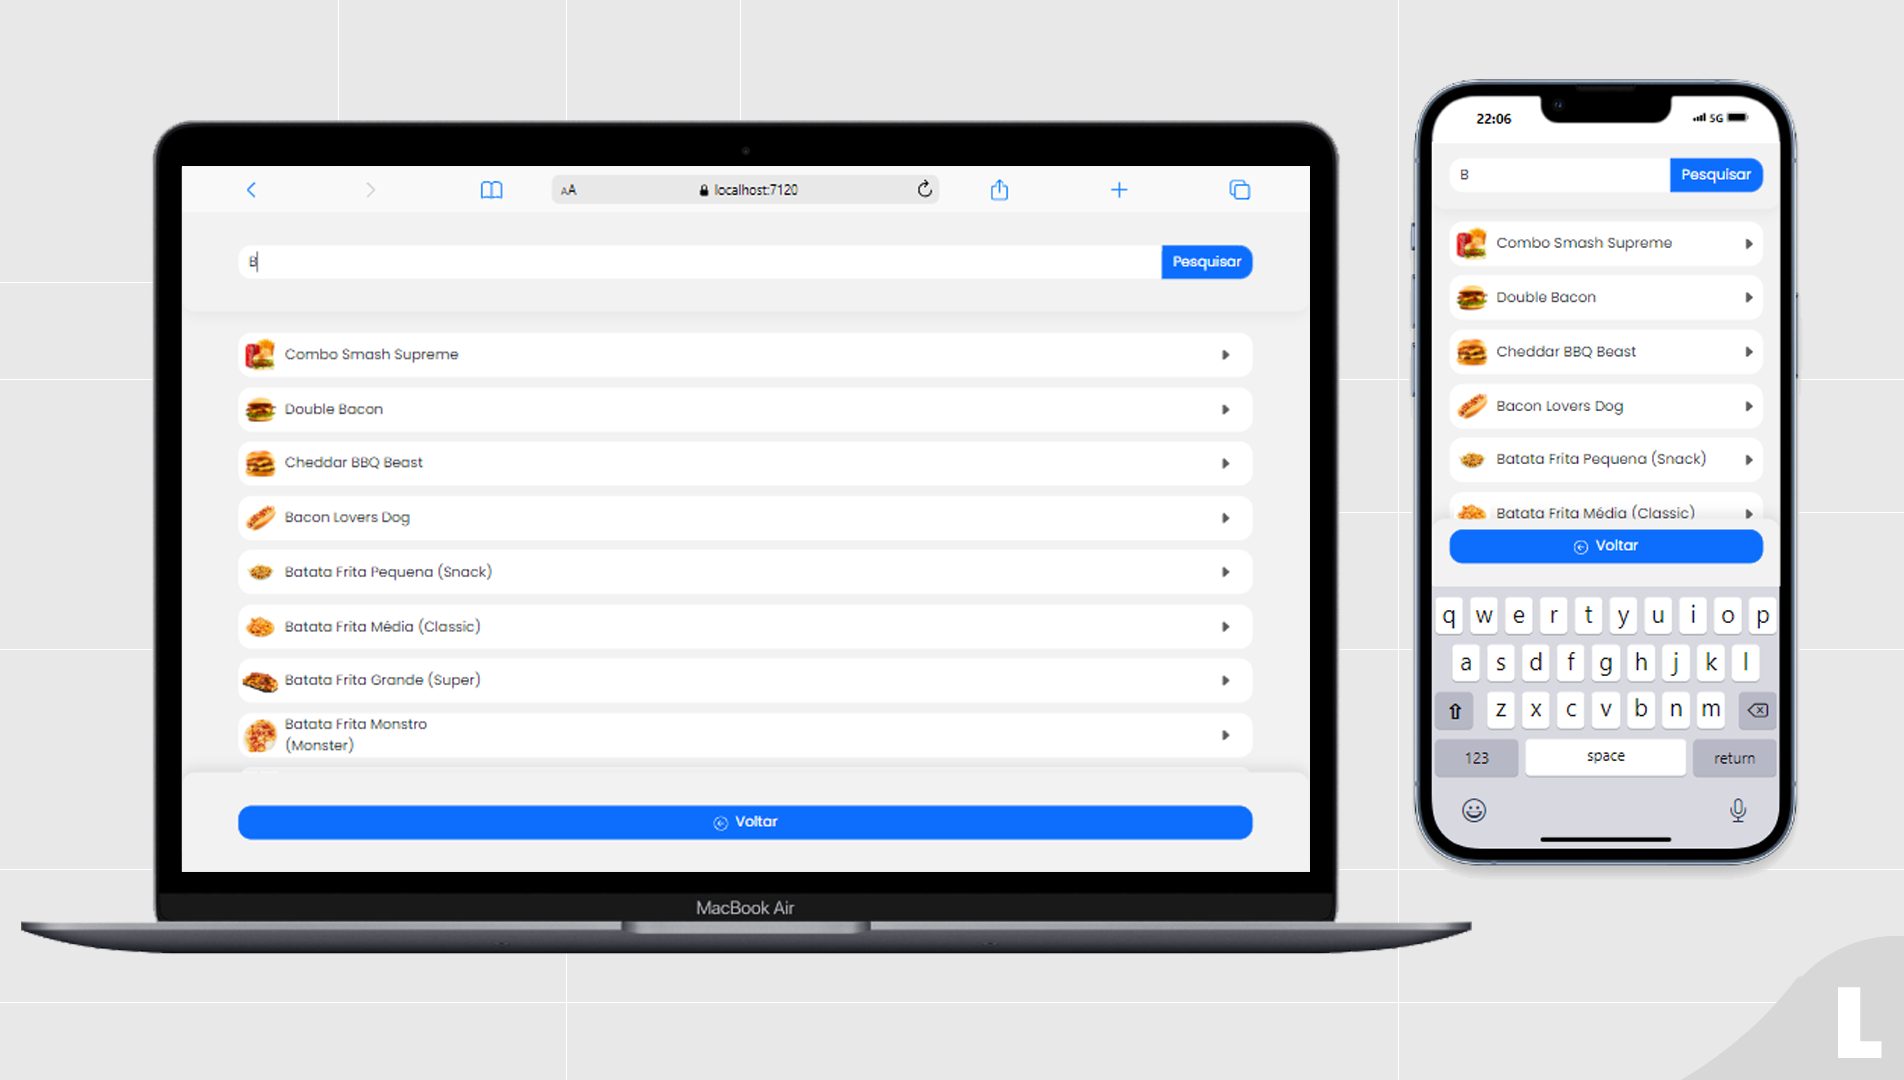 AA
localhost:7120
B
Pesquisar
Combo Smash Supreme
Double Bacon
Cheddar BBQ Beast
Bacon Lovers Dog
Batata Frita Pequena (Snack)
Batata Frita Média (Classic)
Batata Frita Grande (Super)
Batata Frita Monstro
(Monster)
Voltar
MacBook Air
22:06
5G
B
Pesquisar
Combo Smash Supreme
Double Bacon
Cheddar BBQ Beast
Bacon Lovers Dog
Batata Frita Pequena (Snack)
Batata Frita Média (Classic)
Voltar
q w e r t y u i o p
a s d f g h j k l
z x c v b n m
123 space return
L